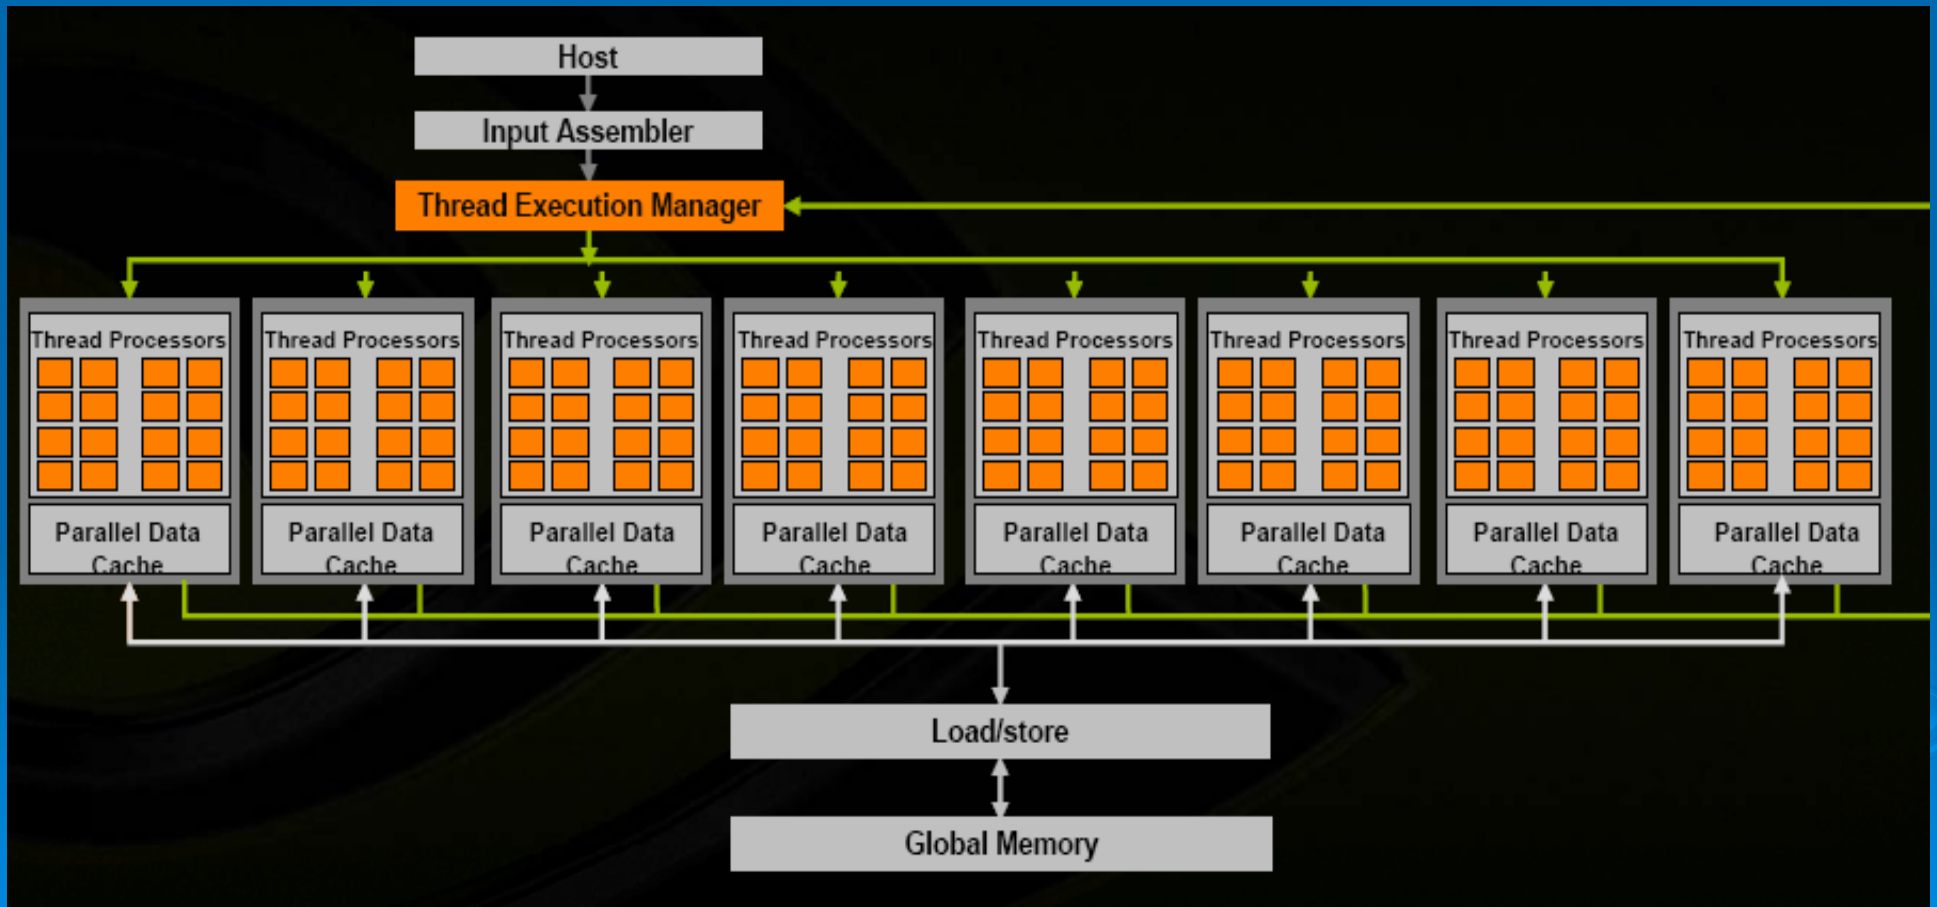 Host
Input Assembler
Thread Execution Manager
Thread Processors
Thread Processors
Thread Processors
Thread Processors
Thread Processors
Thread Processors
Thread Processors
Thread Processors
Parallel Data
Cache
Parallel Data
Cache
Parallel Data
Cache
Parallel Data
Cache
Parallel Data
Cache
Parallel Data
Cache
Parallel Data
Cache
Parallel Data
Cache
Load/store
Global Memory